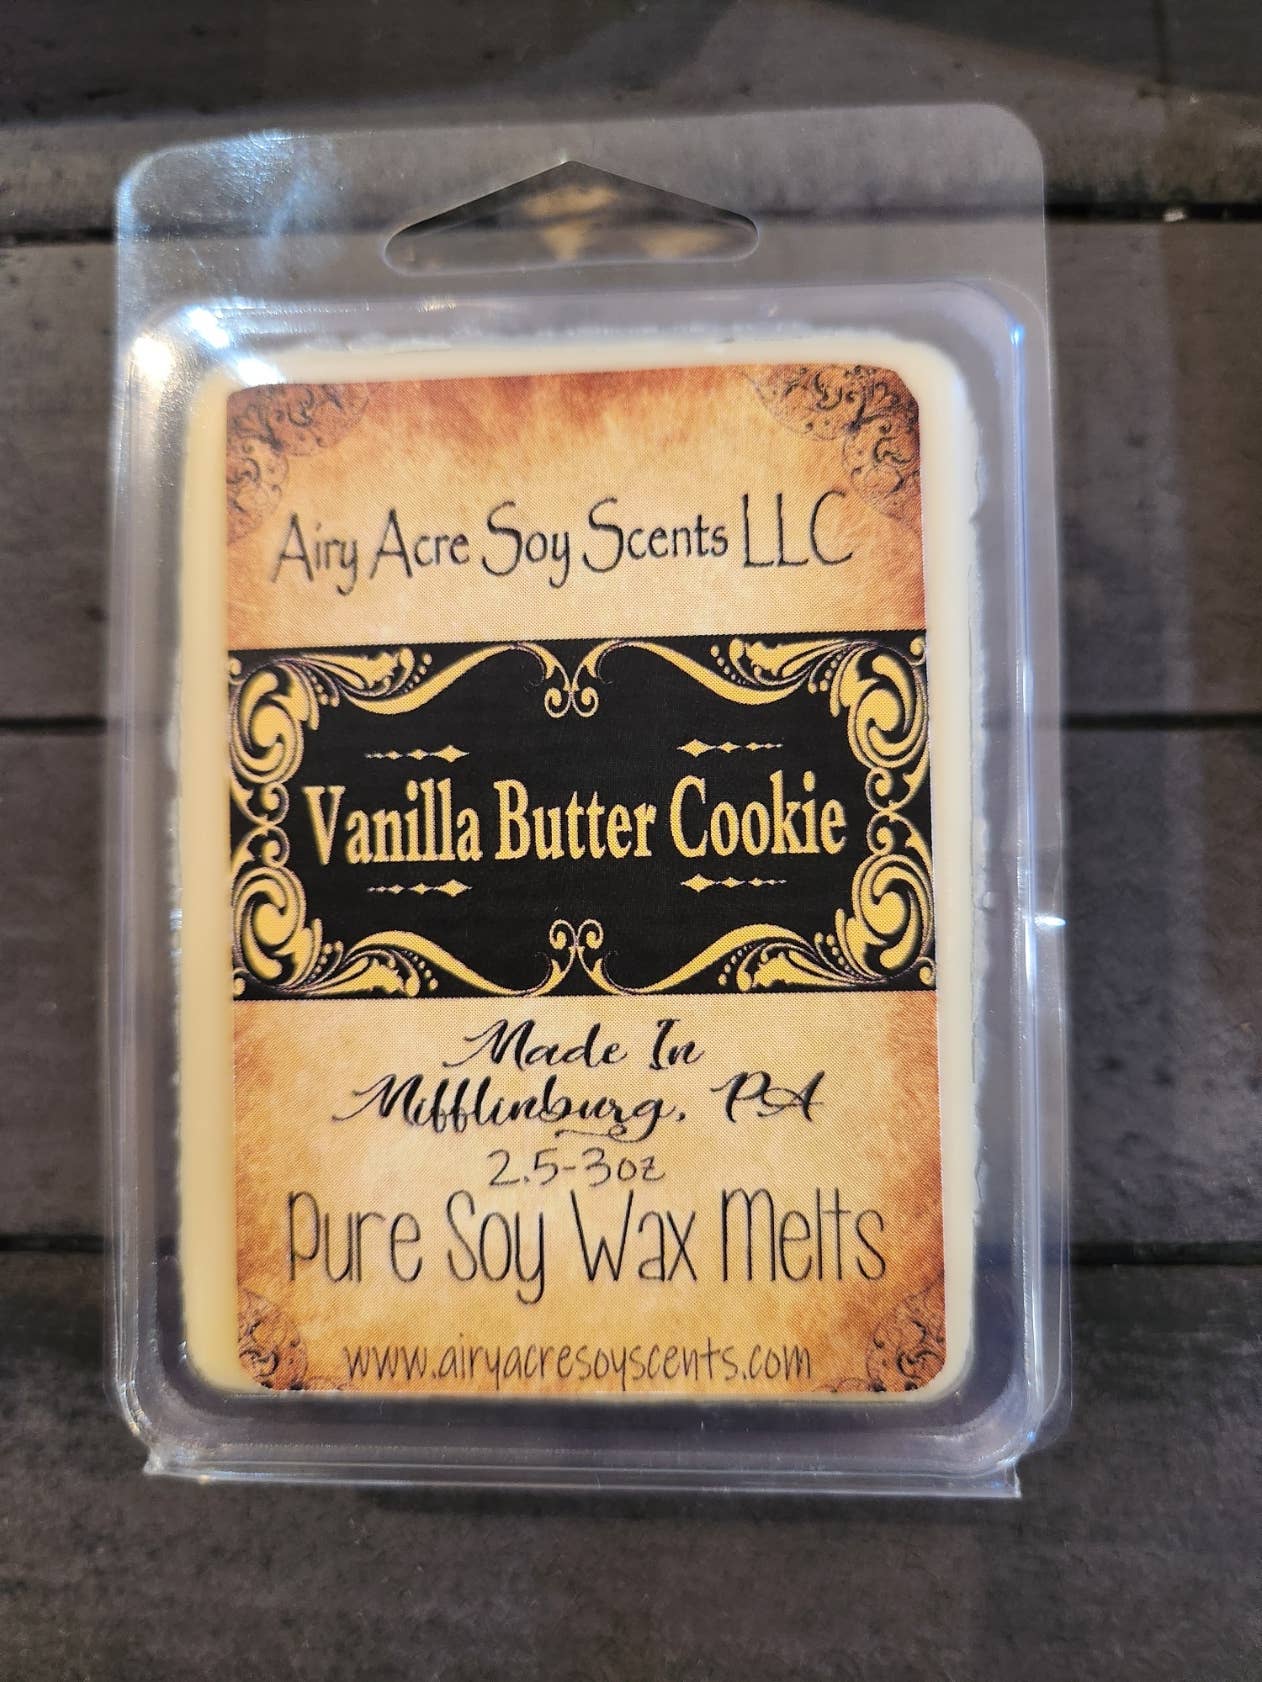 Airy Acre Soy Scents LLC
Vanilla Butter Cookie
Made In
Mifflinburg, PA
2.5-3oz
Pure Soy Wax Melts
www.airyacresoyscents.com